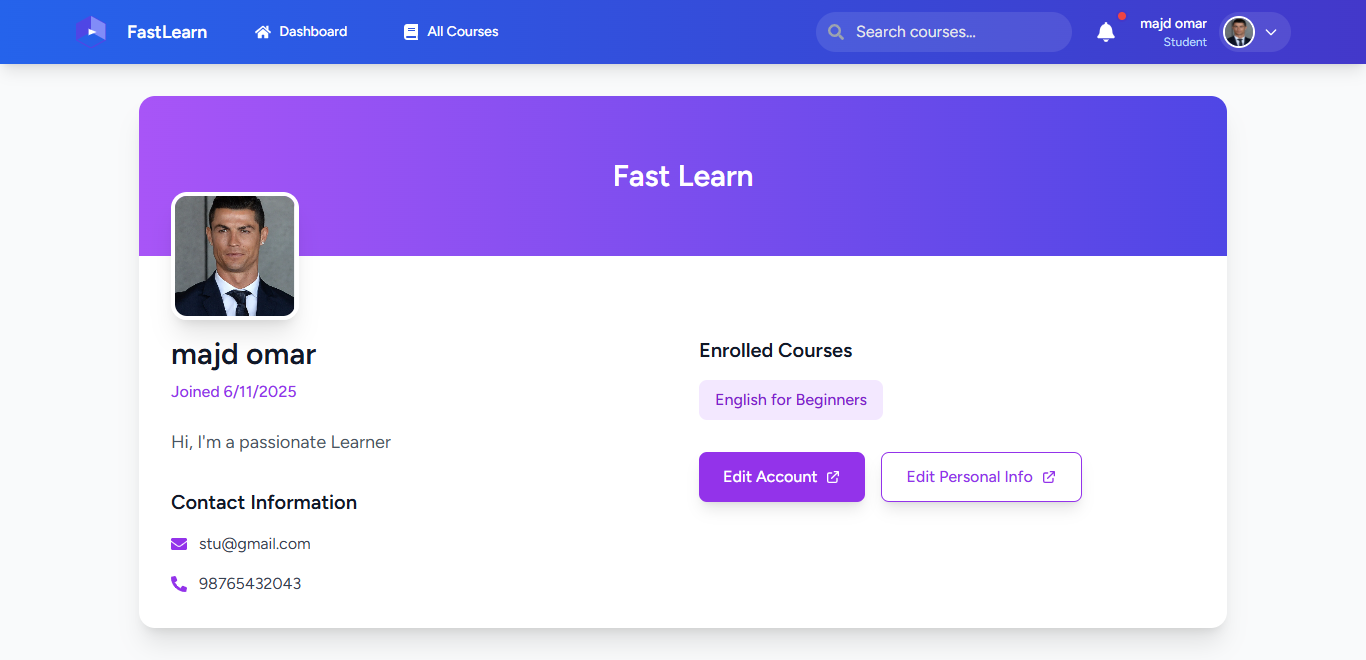 FastLearn
Dashboard
All Courses
Search courses...
majd omar
Student
Fast Learn
majd omar
Joined 6/11/2025
Hi, I'm a passionate Learner
Contact Information
stu@gmail.com
98765432043
Enrolled Courses
English for Beginners
Edit Account
Edit Personal Info